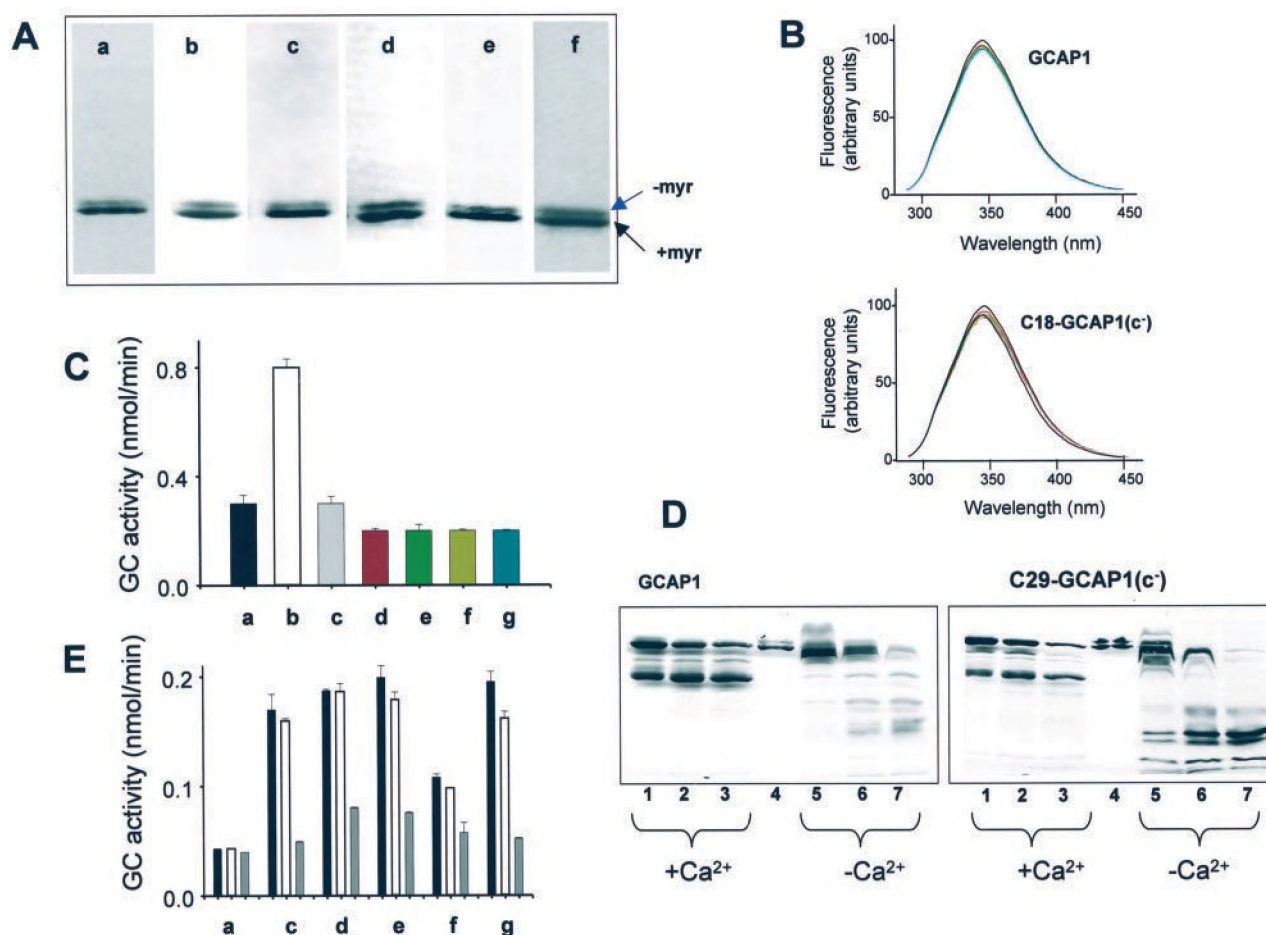 A
a b c d e f
-myr
+myr
B
GCAP1
Fluorescence
(arbitrary units)
100
50
0
300 350 400 450
Wavelength (nm)
C18-GCAP1(c-)
Fluorescence
(arbitrary units)
100
50
0
300 350 400 450
Wavelength (nm)
C
GC activity (nmol/min)
0.8
0.4
0.0
a b c d e f g
D
GCAP1
C29-GCAP1(c-)
1 2 3 4 5 6 7
1 2 3 4 5 6 7
+Ca²⁺
-Ca²⁺
+Ca²⁺
-Ca²⁺
E
GC activity (nmol/min)
0.2
0.1
0.0
a c d e f g